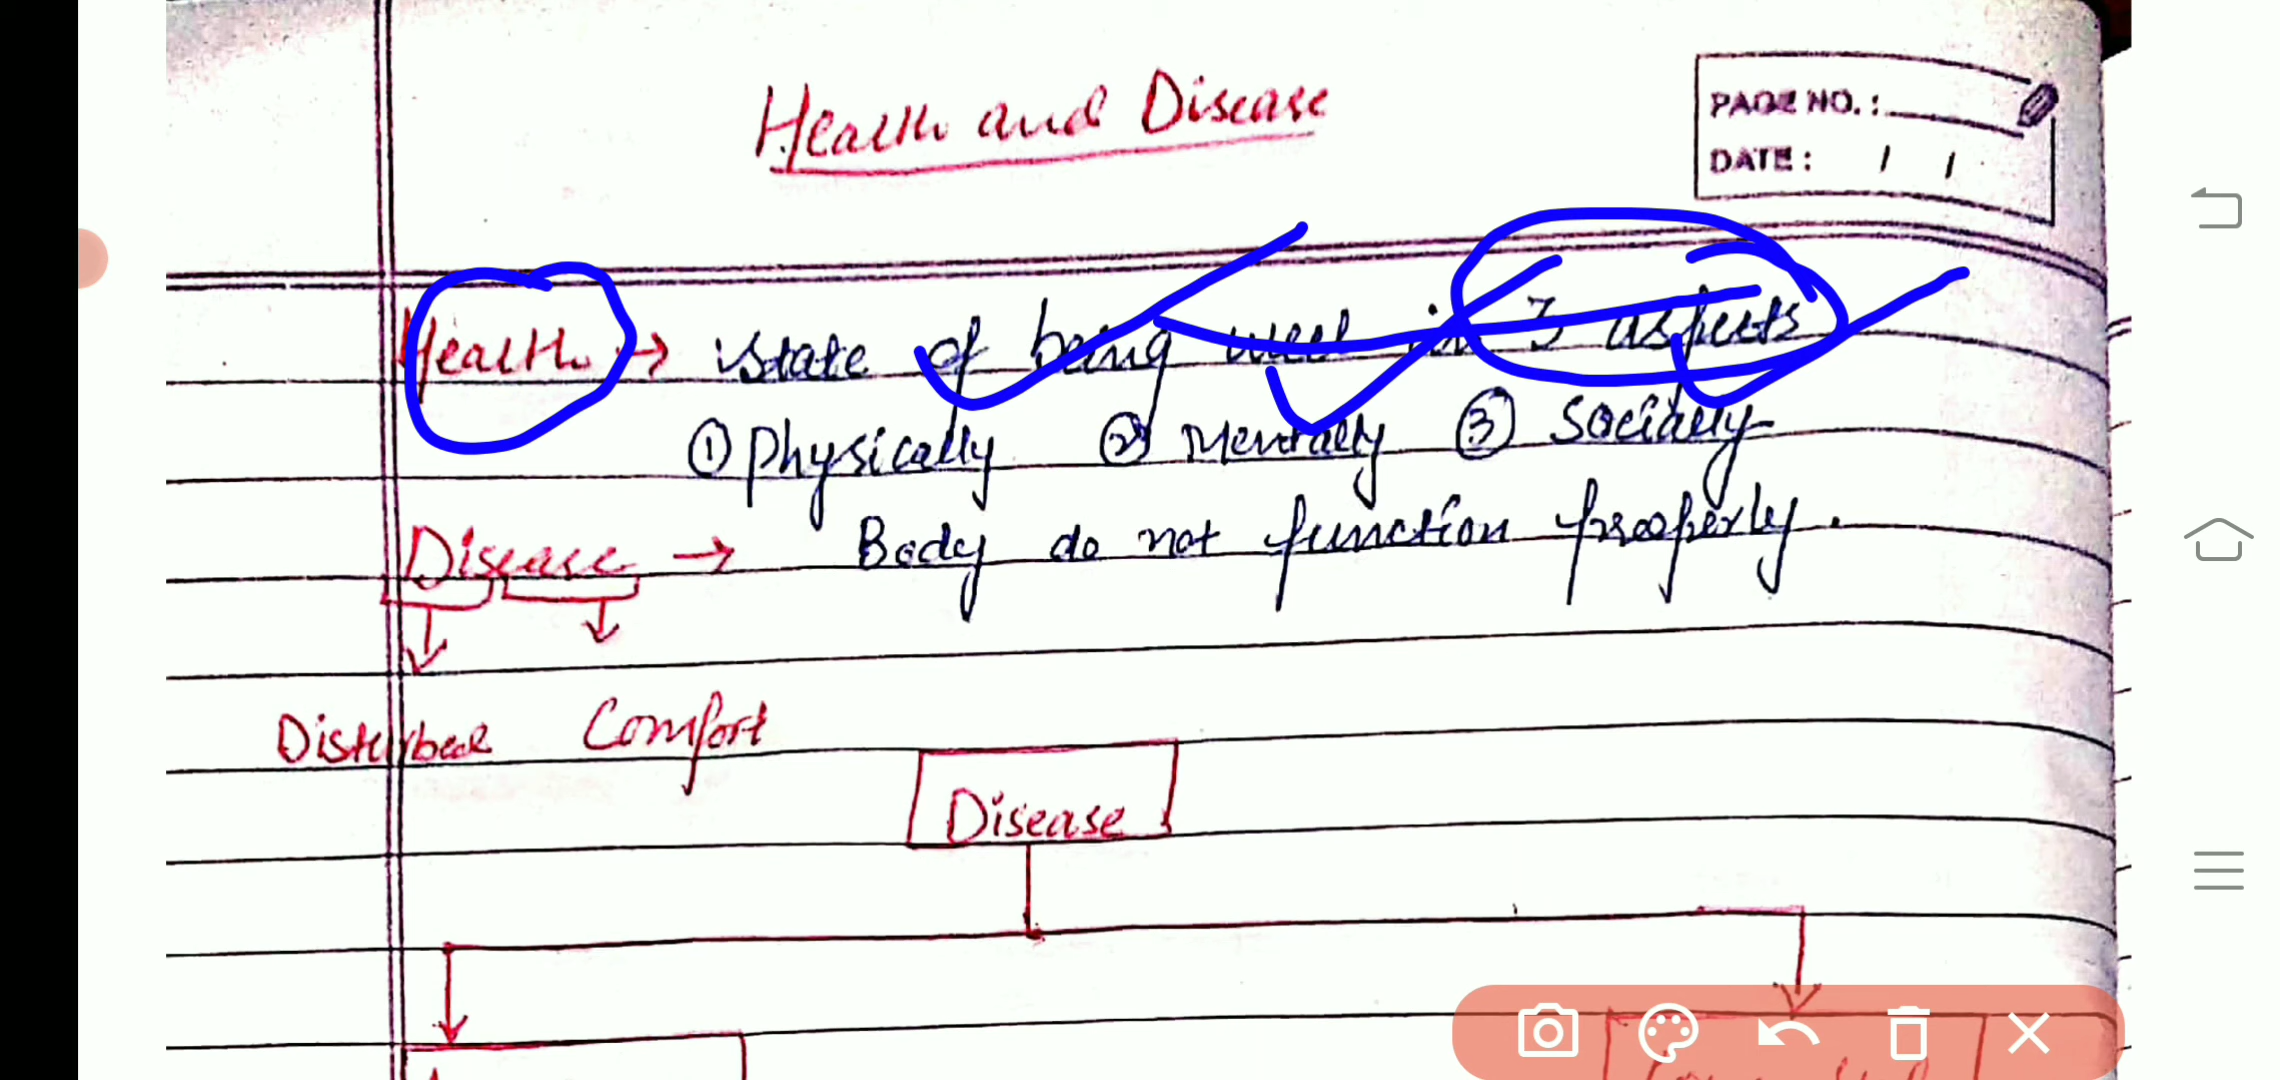 Health and Disease
PAGE NO. :
DATE : / /
Health → state of being well in 3 aspects
① Physically ② Mentally ③ Socially
Disease → Body do not function properly.
Disturbed Comfort
Disease